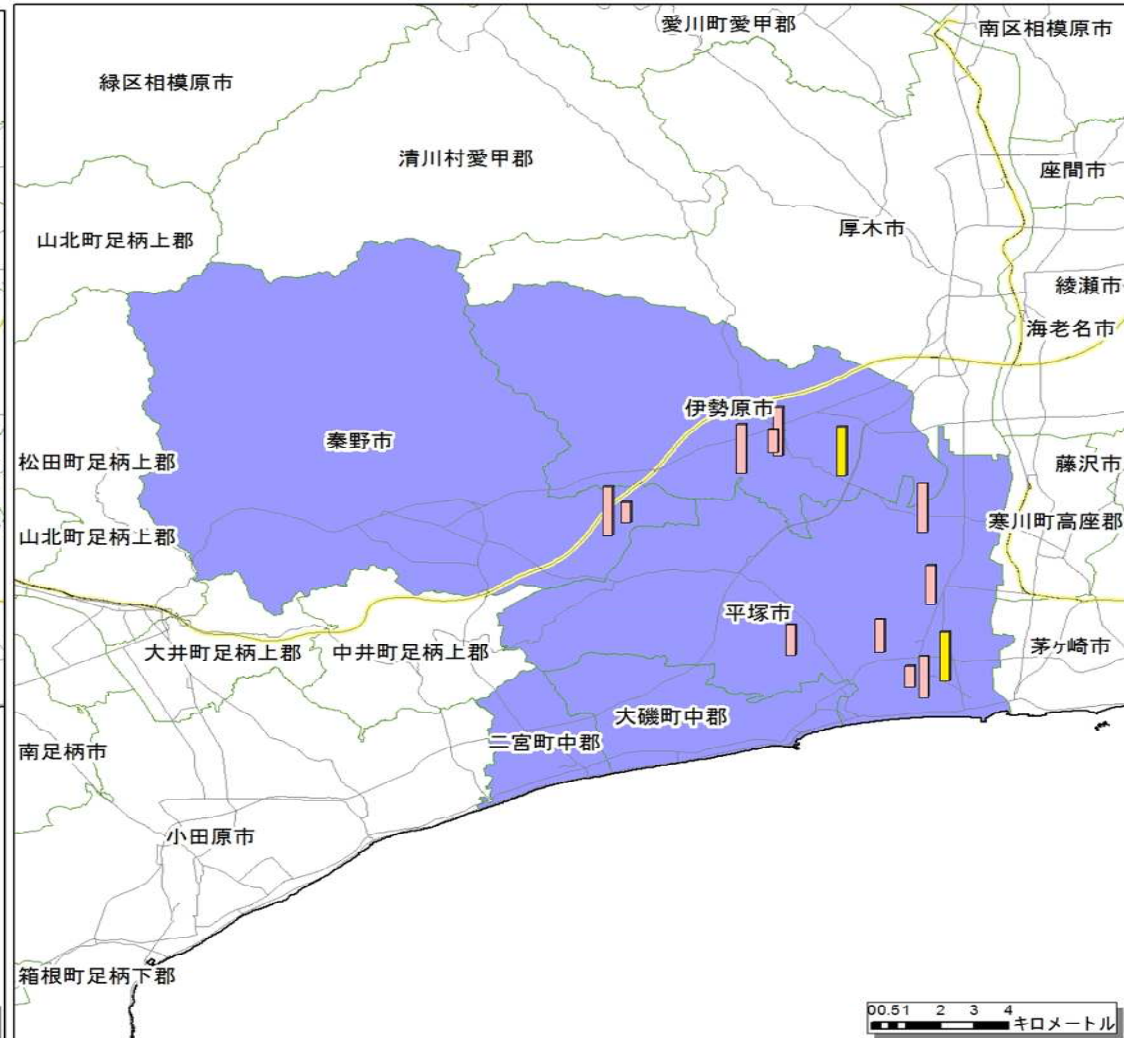 愛川町愛甲郡
南区相模原市
緑区相模原市
清川村愛甲郡
座間市
山北町足柄上郡
厚木市
綾瀬市
海老名市
伊勢原市
秦野市
松田町足柄上郡
藤沢市
寒川町高座郡
山北町足柄上郡
平塚市
大井町足柄上郡
中井町足柄上郡
茅ヶ崎市
大磯町中郡
二宮町中郡
南足柄市
小田原市
箱根町足柄下郡
00.51 2 3 4
キロメートル